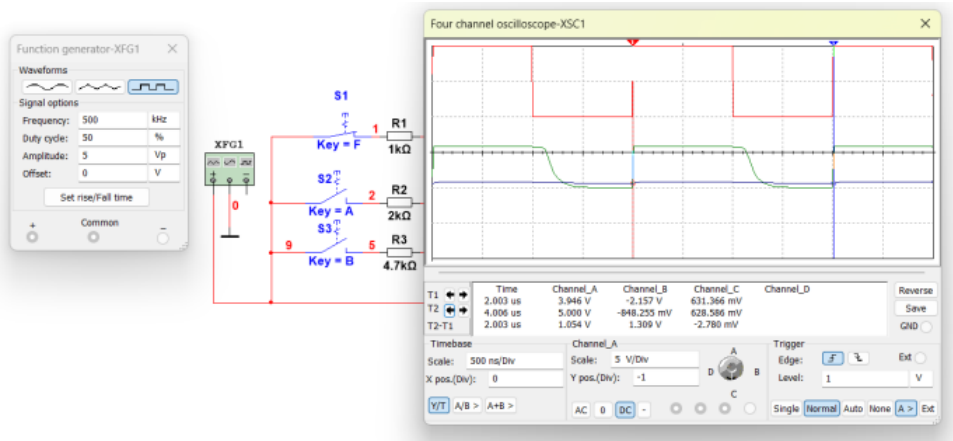 Function generator-XFG1
Waveforms
Signal options
Frequency: 500 kHz
Duty cycle: 50 %
Amplitude: 5 Vp
Offset: 0 V
Set rise/Fall time
+ Common −
XFG1
+ −
0
S1
Key = F
1
R1
1kΩ
S2
Key = A
2
R2
2kΩ
S3
9
Key = B
5
R3
4.7kΩ
Four channel oscilloscope-XSC1
Time Channel_A Channel_B Channel_C Channel_D
T1 2.003 us 3.946 V -2.157 V 631.366 mV
T2 4.006 us 5.000 V -848.255 mV 628.586 mV
T2-T1 2.003 us 1.054 V 1.309 V -2.780 mV
Reverse
Save
GND
Timebase
Scale: 500 ns/Div
X pos.(Div): 0
Y/T A/B > A+B >
Channel_A
Scale: 5 V/Div
Y pos.(Div): -1
AC 0 DC -
A
D B
C
Trigger
Edge: Ext
Level: 1 V
Single Normal Auto None A > Ext